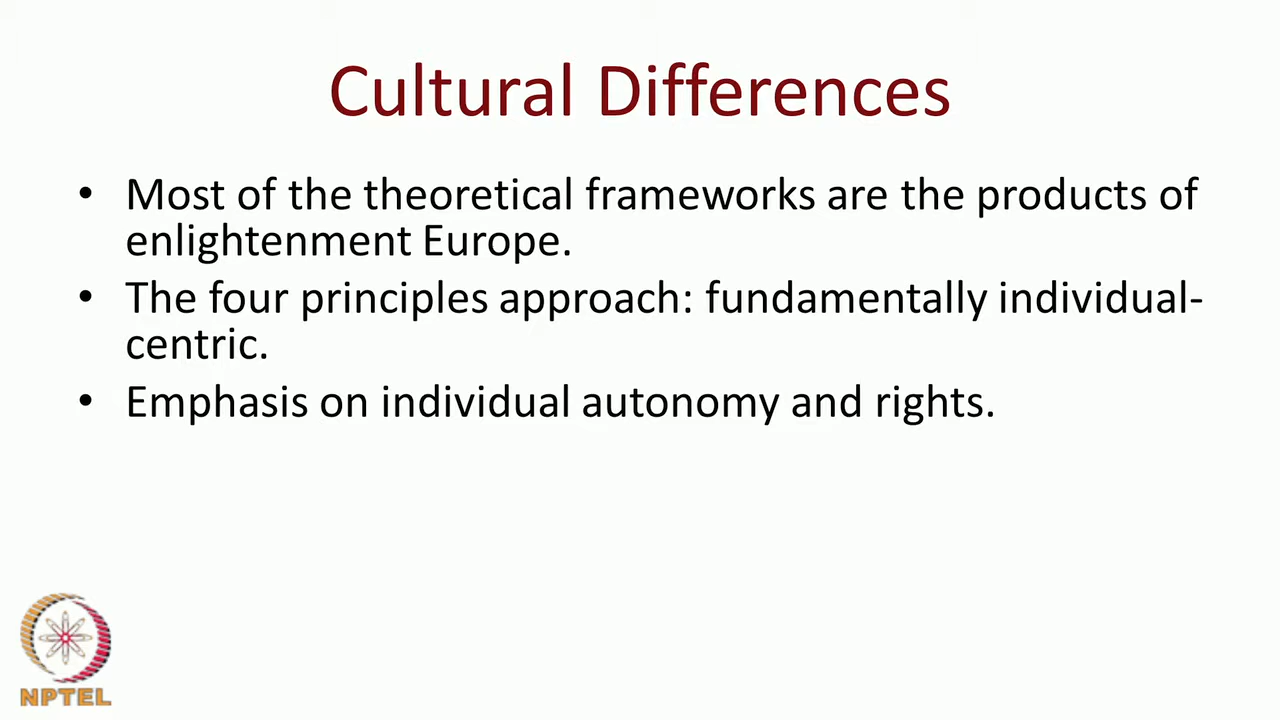 Cultural Differences
• Most of the theoretical frameworks are the products of
enlightenment Europe.
• The four principles approach: fundamentally individual-
centric.
• Emphasis on individual autonomy and rights.
NPTEL